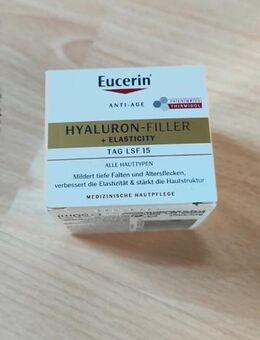 Eucerin®
ANTI-AGE
PATENTIERTES
THIAMIDOL
HYALURON-FILLER
+ ELASTICITY
TAG LSF 15
ALLE HAUTTYPEN
Mildert tiefe Falten und Altersflecken,
verbessert die Elastizität & stärkt die Hautstruktur
MEDIZINISCHE HAUTPFLEGE